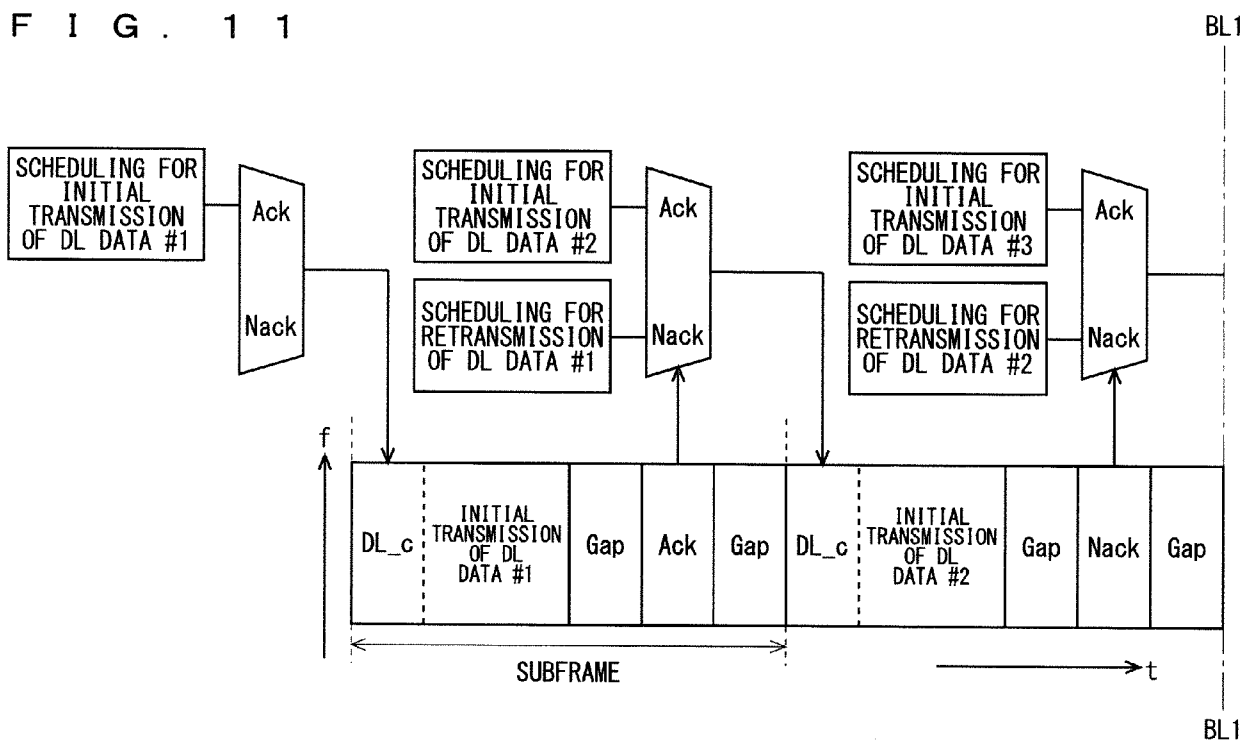 FIG. 11
BL1
SCHEDULING FOR
INITIAL
TRANSMISSION
OF DL DATA #1
Ack
Nack
SCHEDULING FOR
INITIAL
TRANSMISSION
OF DL DATA #2
SCHEDULING FOR
RETRANSMISSION
OF DL DATA #1
Ack
Nack
SCHEDULING FOR
INITIAL
TRANSMISSION
OF DL DATA #3
SCHEDULING FOR
RETRANSMISSION
OF DL DATA #2
Ack
Nack
f
DL_c
INITIAL
TRANSMISSION
OF DL
DATA #1
Gap
Ack
Gap
DL_c
INITIAL
TRANSMISSION
OF DL
DATA #2
Gap
Nack
Gap
SUBFRAME
t
BL1